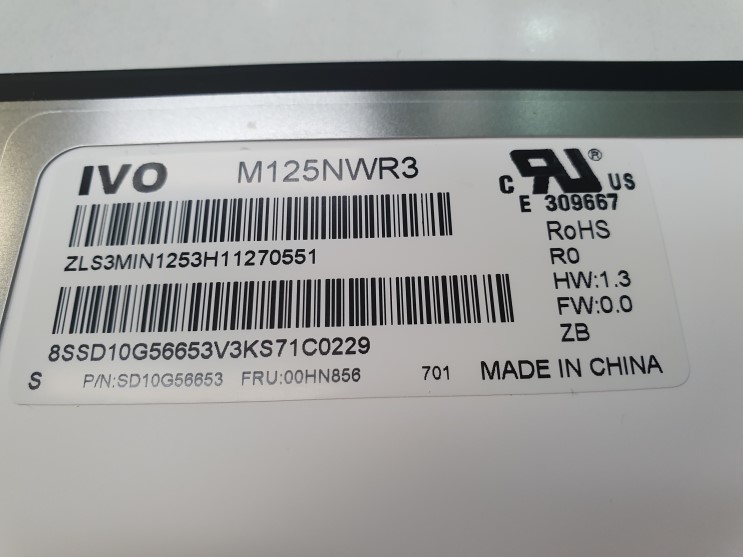 IVO M125NWR3
ZLS3MIN1253H11270551
8SSD10G56653V3KS71C0229
S P/N:SD10G56653 FRU:00HN856 701 MADE IN CHINA
C RU ® US
E 309667
RoHS
R0
HW:1.3
FW:0.0
ZB